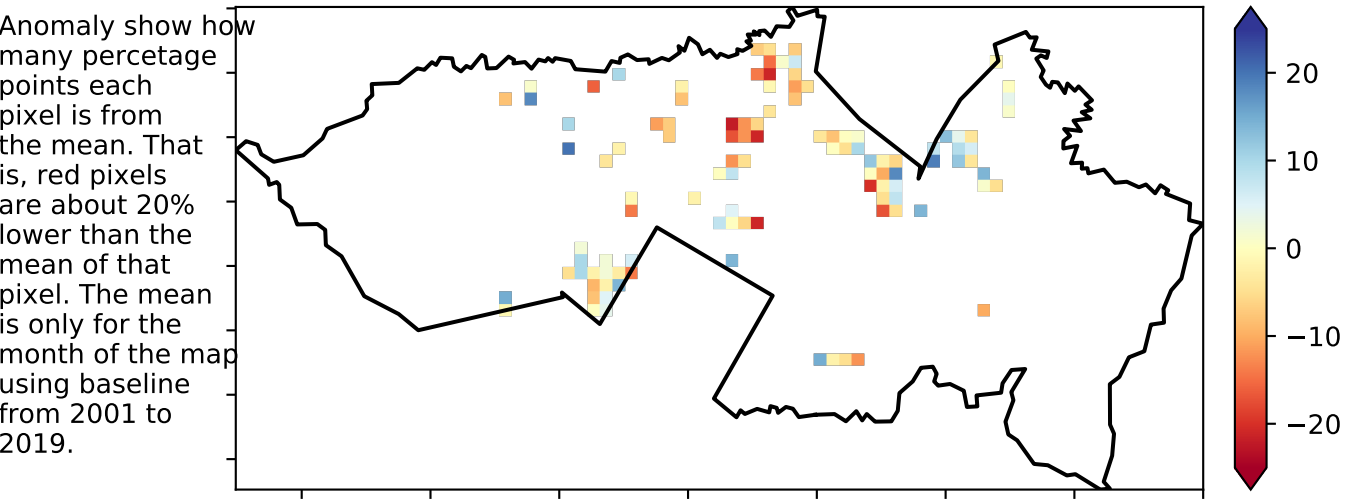 Anomaly show how
many percetage
points each
pixel is from
the mean. That
is, red pixels
are about 20%
lower than the
mean of that
pixel. The mean
is only for the
month of the map
using baseline
from 2001 to
2019.
20
10
0
−10
−20